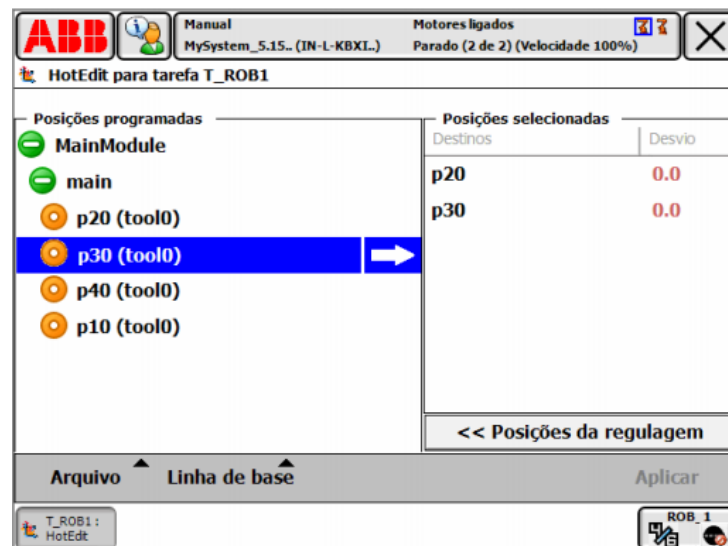 ABB
Manual
MySystem_5.15.. (IN-L-KBXI..)
Motores ligados
Parado (2 de 2) (Velocidade 100%)
HotEdit para tarefa T_ROB1
Posições programadas
MainModule
main
p20 (tool0)
p30 (tool0)
p40 (tool0)
p10 (tool0)
Posições selecionadas
Destinos Desvio
p20 0.0
p30 0.0
<< Posições da regulagem
Arquivo Linha de base Aplicar
T_ROB1:
HotEdt
ROB_1